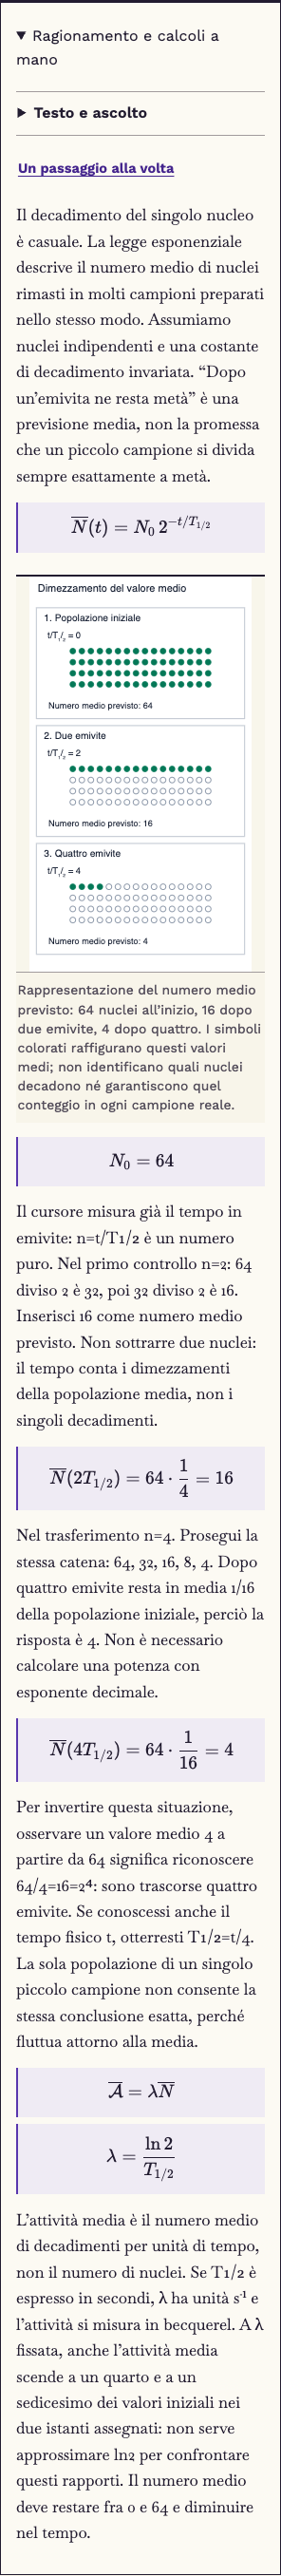 ▼ Ragionamento e calcoli a
mano
▶ Testo e ascolto
Un passaggio alla volta
Il decadimento del singolo nucleo
è casuale. La legge esponenziale
descrive il numero medio di nuclei
rimasti in molti campioni preparati
nello stesso modo. Assumiamo
nuclei indipendenti e una costante
di decadimento invariata. “Dopo
un’emivita ne resta metà” è una
previsione media, non la promessa
che un piccolo campione si divida
sempre esattamente a metà.
N̅(t) = N₀ 2^{−t/T_{1/2}}
Dimezzamento del valore medio
1. Popolazione iniziale
t/T₁/₂ = 0
Numero medio previsto: 64
2. Due emivite
t/T₁/₂ = 2
Numero medio previsto: 16
3. Quattro emivite
t/T₁/₂ = 4
Numero medio previsto: 4
Rappresentazione del numero medio
previsto: 64 nuclei all’inizio, 16 dopo
due emivite, 4 dopo quattro. I simboli
colorati raffigurano questi valori
medi; non identificano quali nuclei
decadono né garantiscono quel
conteggio in ogni campione reale.
N₀ = 64
Il cursore misura già il tempo in
emivite: n=t/T1/2 è un numero
puro. Nel primo controllo n=2: 64
diviso 2 è 32, poi 32 diviso 2 è 16.
Inserisci 16 come numero medio
previsto. Non sottrarre due nuclei:
il tempo conta i dimezzamenti
della popolazione media, non i
singoli decadimenti.
N̅(2T_{1/2}) = 64 · 1/4 = 16
Nel trasferimento n=4. Prosegui la
stessa catena: 64, 32, 16, 8, 4. Dopo
quattro emivite resta in media 1/16
della popolazione iniziale, perciò la
risposta è 4. Non è necessario
calcolare una potenza con
esponente decimale.
N̅(4T_{1/2}) = 64 · 1/16 = 4
Per invertire questa situazione,
osservare un valore medio 4 a
partire da 64 significa riconoscere
64/4=16=2⁴: sono trascorse quattro
emivite. Se conoscessi anche il
tempo fisico t, otterresti T1/2=t/4.
La sola popolazione di un singolo
piccolo campione non consente la
stessa conclusione esatta, perché
fluttua attorno alla media.
𝒜̅ = λN̅
λ = ln 2 / T_{1/2}
L’attività media è il numero medio
di decadimenti per unità di tempo,
non il numero di nuclei. Se T1/2 è
espresso in secondi, λ ha unità s⁻¹ e
l’attività si misura in becquerel. A λ
fissata, anche l’attività media
scende a un quarto e a un
sedicesimo dei valori iniziali nei
due istanti assegnati: non serve
approssimare ln2 per confrontare
questi rapporti. Il numero medio
deve restare fra 0 e 64 e diminuire
nel tempo.